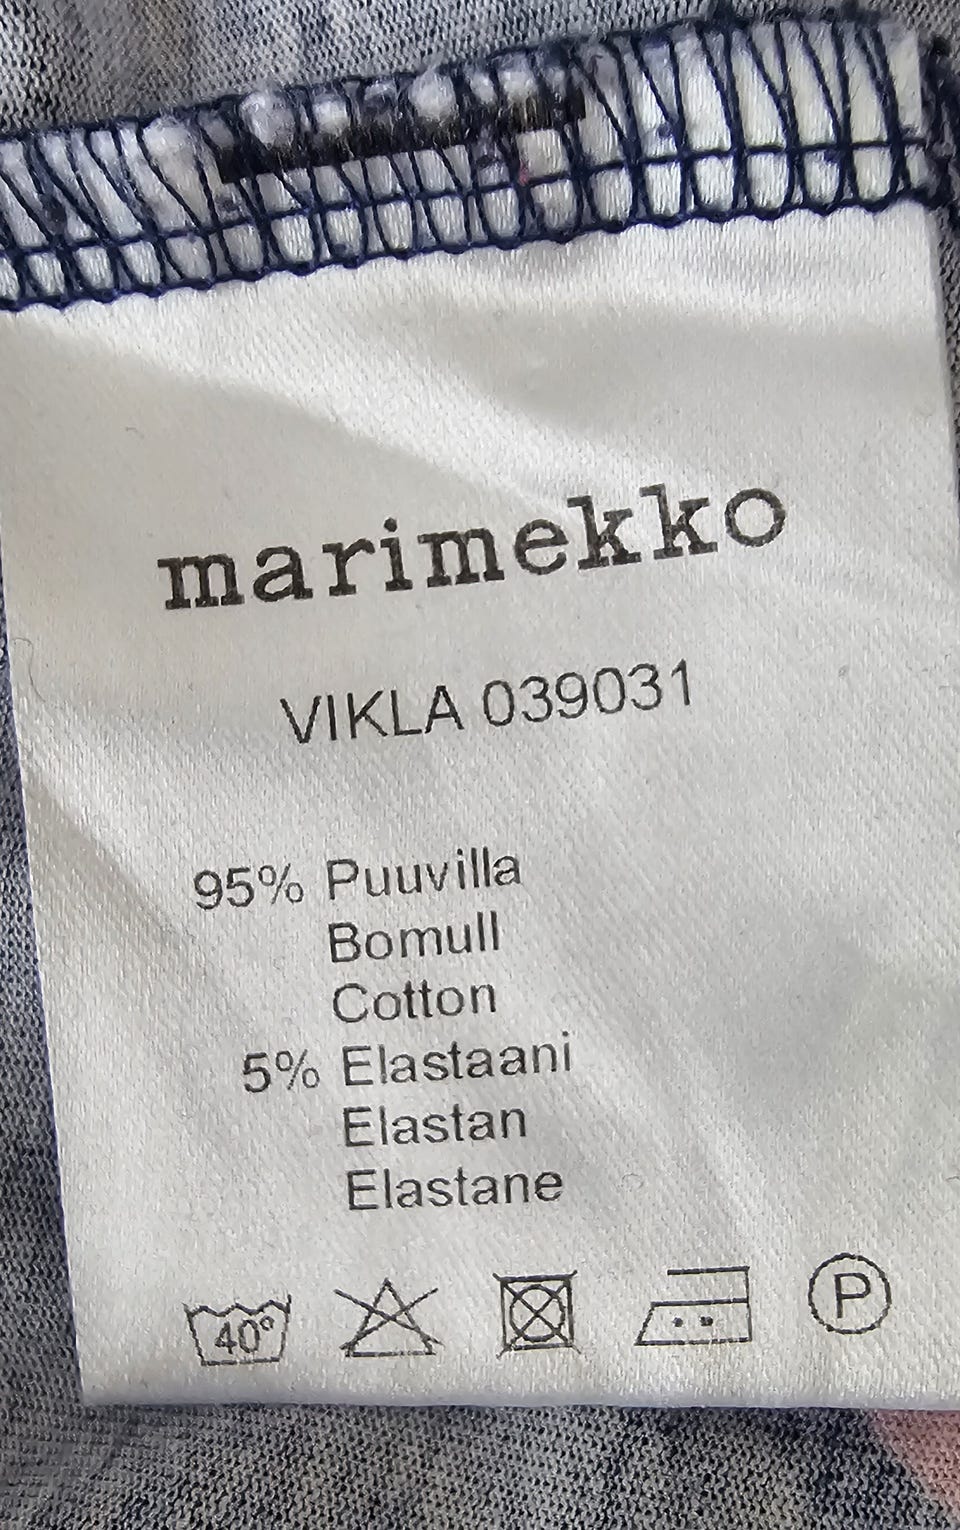 marimekko
VIKLA 039031
95% Puuvilla
Bomull
Cotton
5% Elastaani
Elastan
Elastane
40° P